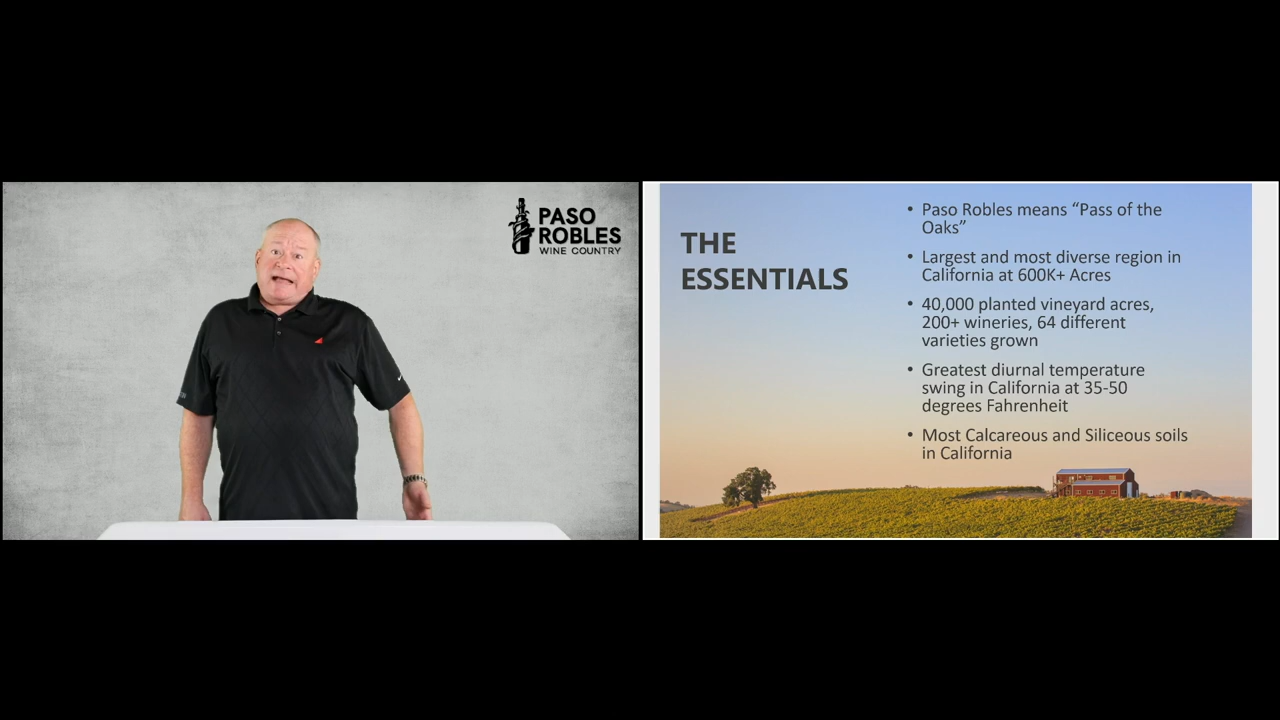 PASO
ROBLES
WINE COUNTRY
THE
ESSENTIALS
• Paso Robles means “Pass of the
Oaks”
• Largest and most diverse region in
California at 600K+ Acres
• 40,000 planted vineyard acres,
200+ wineries, 64 different
varieties grown
• Greatest diurnal temperature
swing in California at 35-50
degrees Fahrenheit
• Most Calcareous and Siliceous soils
in California